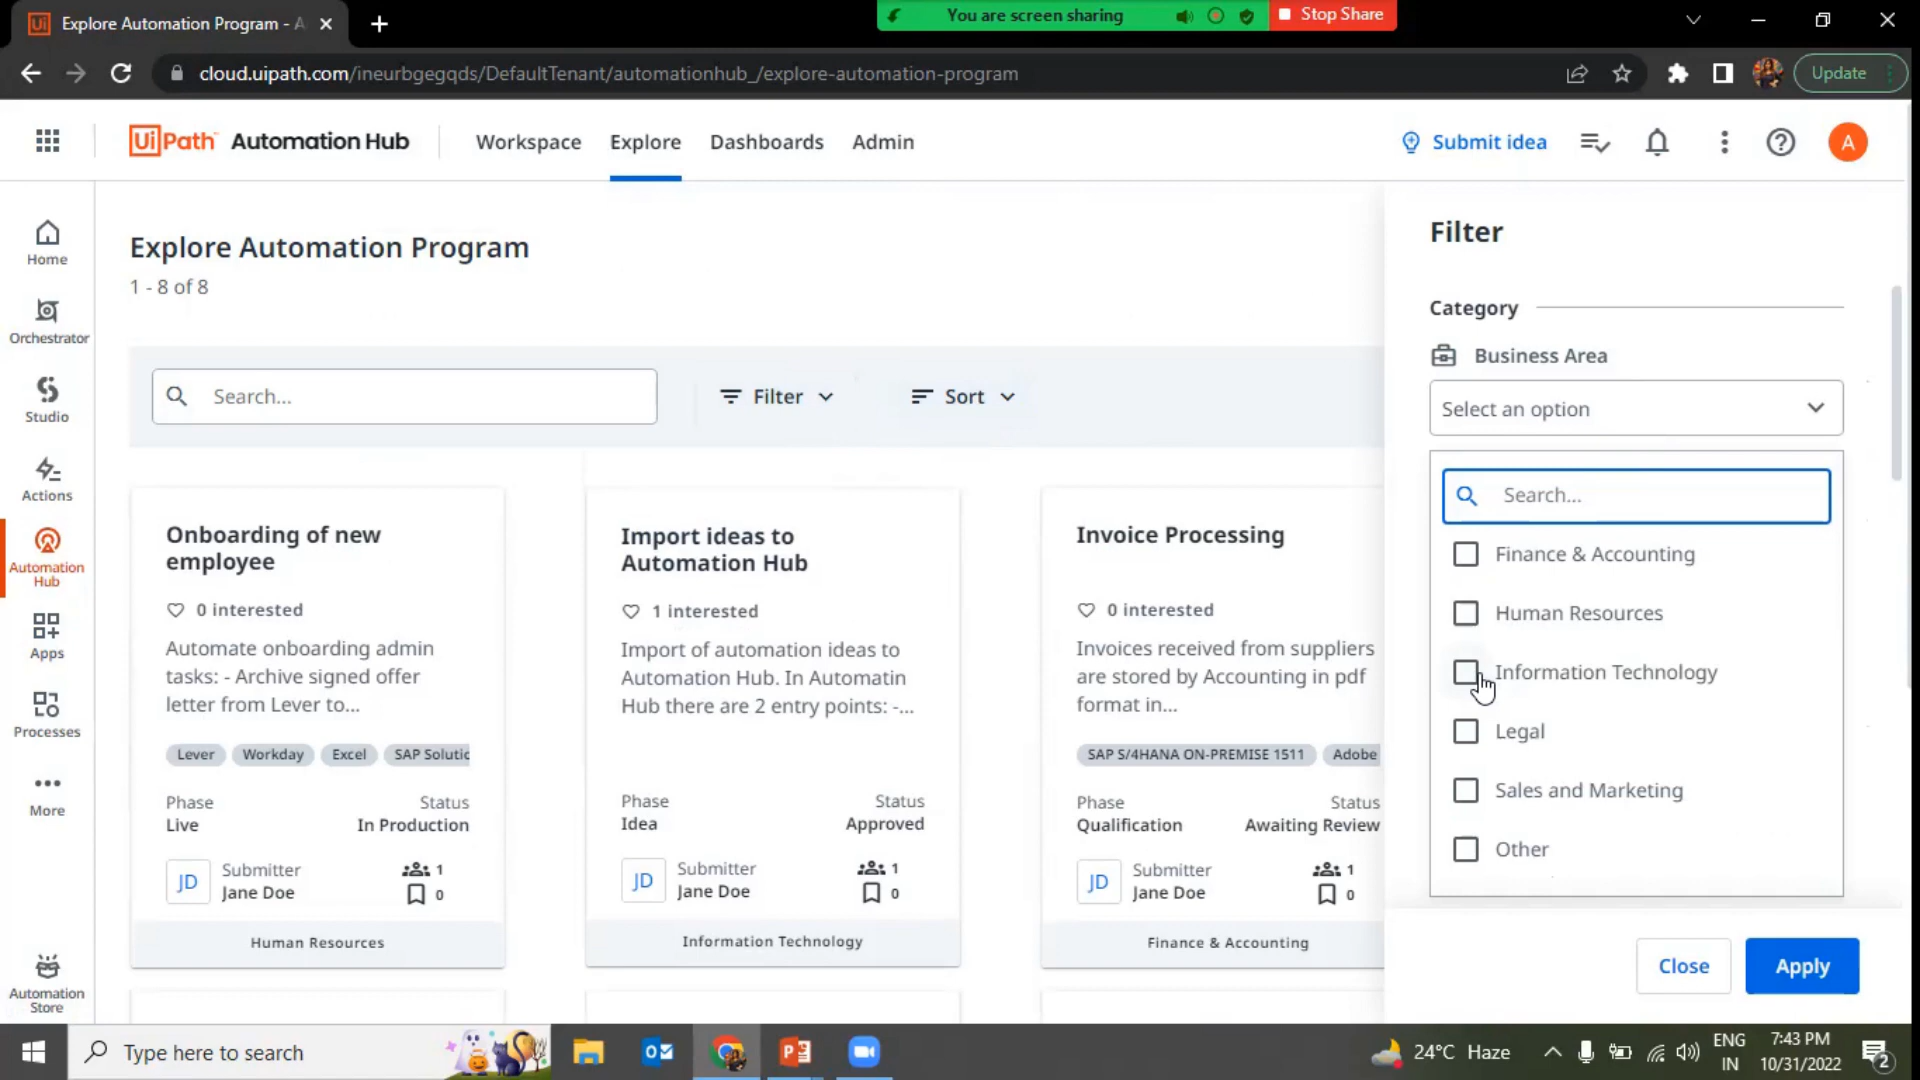 Explore Automation Program - A
You are screen sharing
Stop Share
cloud.uipath.com/ineurbgegqds/DefaultTenant/automationhub_/explore-automation-program
Update
UiPath Automation Hub
Workspace
Explore
Dashboards
Admin
Submit idea
A
Home
Orchestrator
Studio
Actions
Automation
Hub
Apps
Processes
More
Automation
Store
Explore Automation Program
1 - 8 of 8
Search...
Filter
Sort
Onboarding of new
employee
0 interested
Automate onboarding admin
tasks: - Archive signed offer
letter from Lever to...
Lever
Workday
Excel
SAP Solutic
Phase
Status
Live
In Production
JD
Submitter
Jane Doe
1
0
Human Resources
Import ideas to
Automation Hub
1 interested
Import of automation ideas to
Automation Hub. In Automatin
Hub there are 2 entry points: -...
Phase
Status
Idea
Approved
JD
Submitter
Jane Doe
1
0
Information Technology
Invoice Processing
0 interested
Invoices received from suppliers
are stored by Accounting in pdf
format in...
SAP S/4HANA ON-PREMISE 1511
Adobe
Phase
Status
Qualification
Awaiting Review
JD
Submitter
Jane Doe
1
0
Finance & Accounting
Filter
Category
Business Area
Select an option
Search...
Finance & Accounting
Human Resources
Information Technology
Legal
Sales and Marketing
Other
Close
Apply
Type here to search
24°C Haze
ENG
IN
7:43 PM
10/31/2022
2